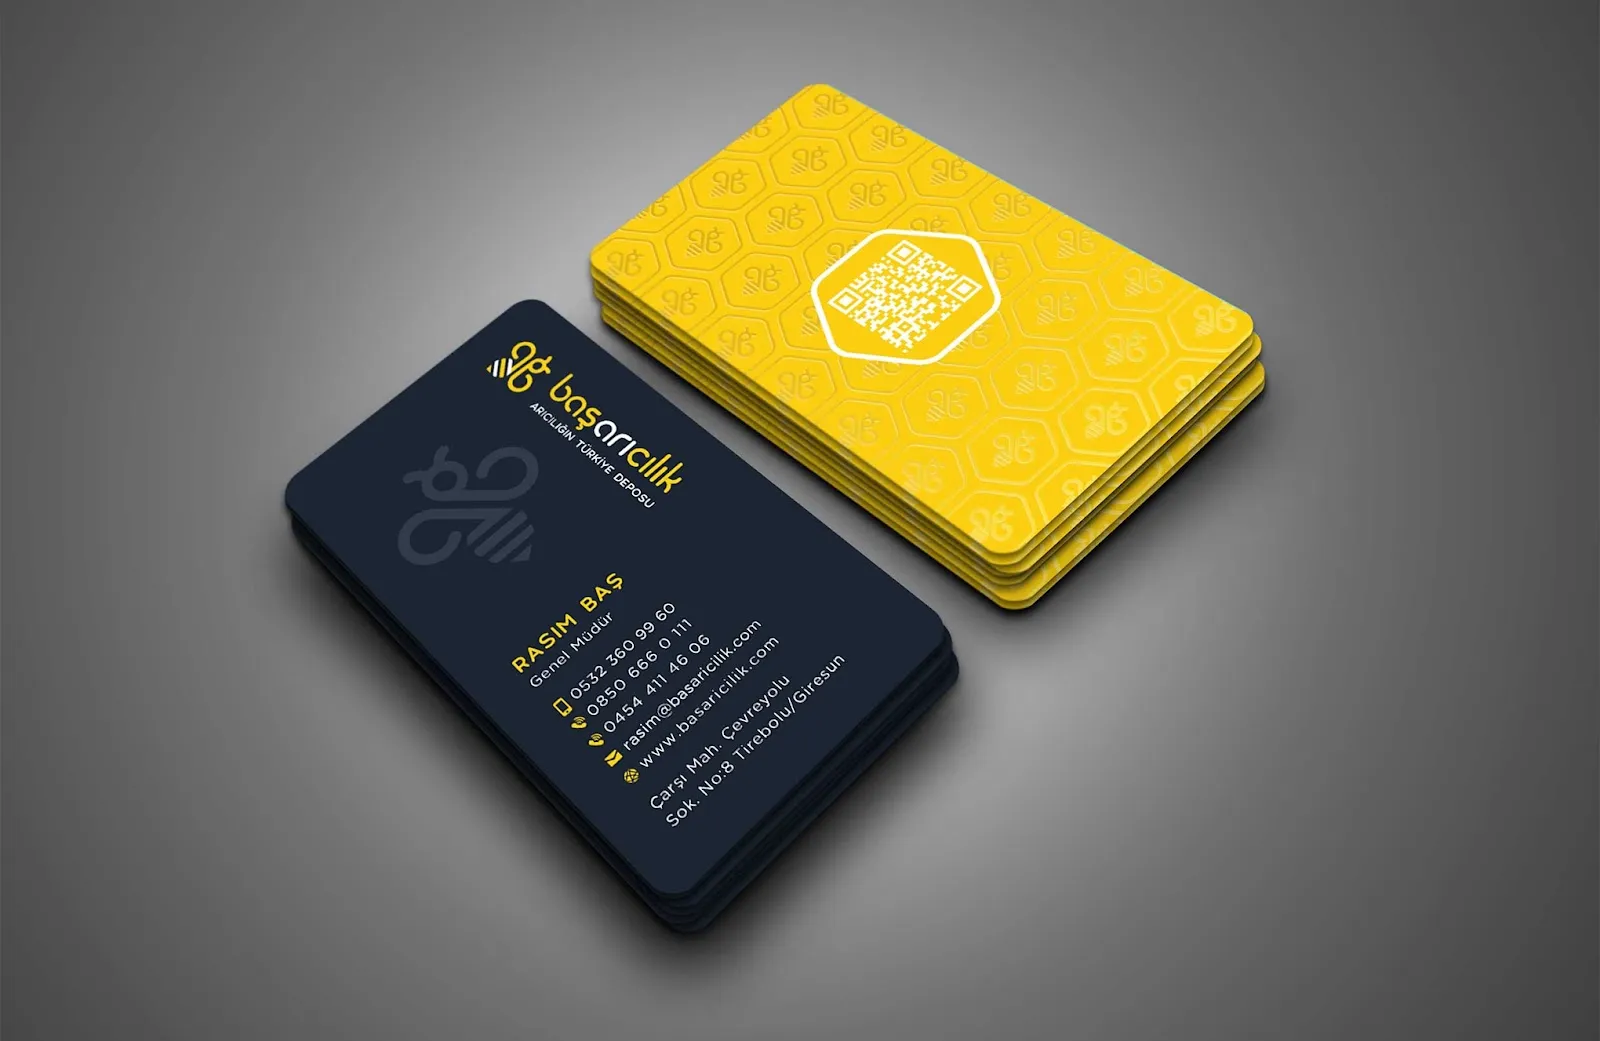 başarıcılık
ARICILIĞIN TÜRKİYE DEPOSU
RASIM BAŞ
Genel Müdür
0532 360 99 60
0850 666 0 111
0454 411 46 06
rasim@basaricilik.com
www.basaricilik.com
Çarşı Mah. Çevreyolu
Sok. No:8 Tirebolu/Giresun